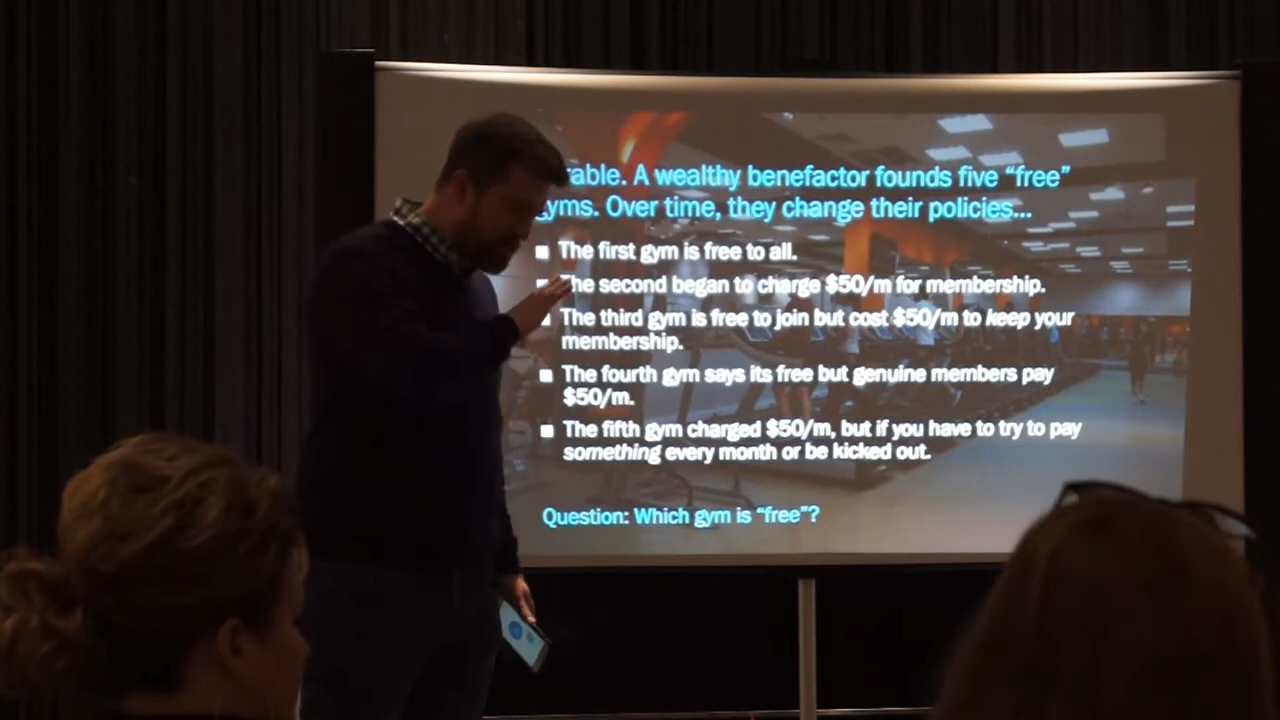 rable. A wealthy benefactor founds five “free”
gyms. Over time, they change their policies...
The first gym is free to all.
The second began to charge $50/m for membership.
The third gym is free to join but cost $50/m to keep your
membership.
The fourth gym says its free but genuine members pay
$50/m.
The fifth gym charged $50/m, but if you have to try to pay
something every month or be kicked out.
Question: Which gym is “free”?